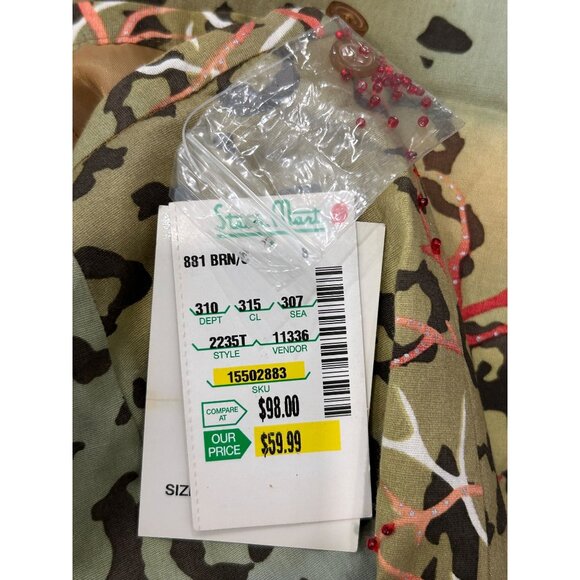 Stein Mart
881 BRN/
310 315 307
DEPT CL SEA
2235T 11336
STYLE VENDOR
15502883
SKU
COMPARE AT $98.00
OUR PRICE $59.99
SIZ